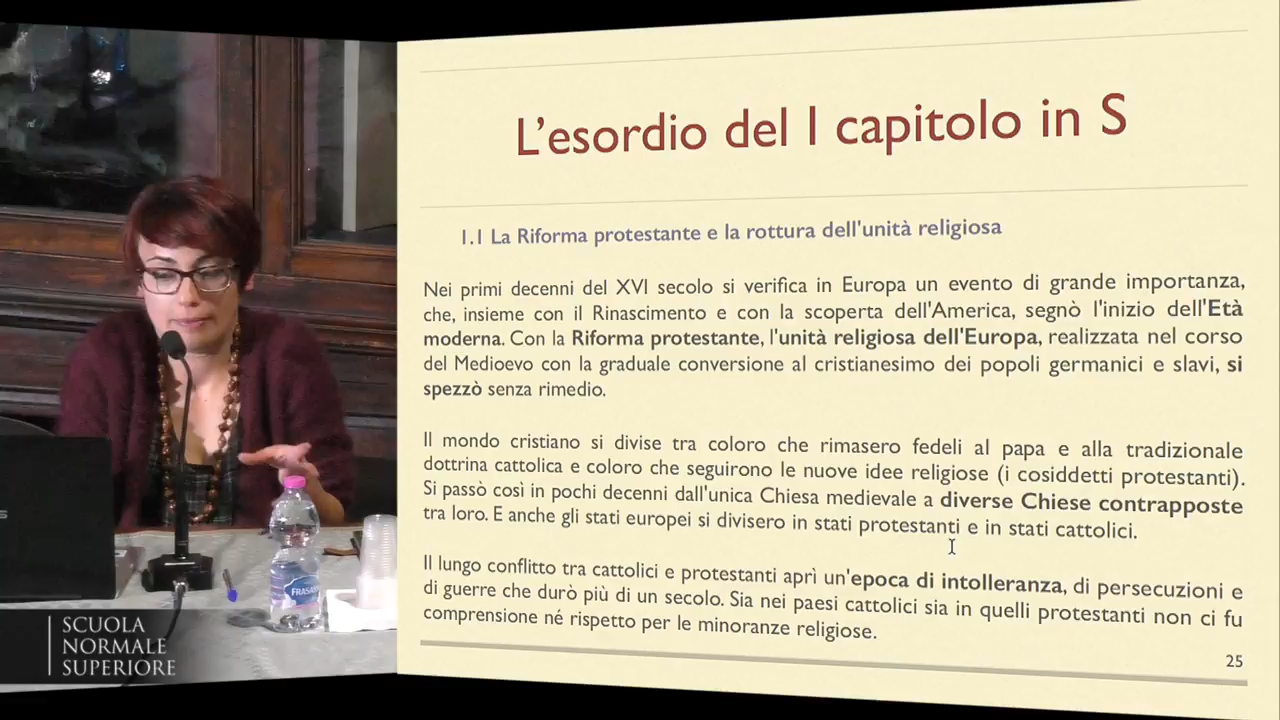 L'esordio del I capitolo in S
1.1 La Riforma protestante e la rottura dell'unità religiosa
Nei primi decenni del XVI secolo si verifica in Europa un evento di grande importanza,
che, insieme con il Rinascimento e con la scoperta dell'America, segnò l'inizio dell'Età
moderna. Con la Riforma protestante, l'unità religiosa dell'Europa, realizzata nel corso
del Medioevo con la graduale conversione al cristianesimo dei popoli germanici e slavi, si
spezzò senza rimedio.
Il mondo cristiano si divise tra coloro che rimasero fedeli al papa e alla tradizionale
dottrina cattolica e coloro che seguirono le nuove idee religiose (i cosiddetti protestanti).
Si passò così in pochi decenni dall'unica Chiesa medievale a diverse Chiese contrapposte
tra loro. E anche gli stati europei si divisero in stati protestanti e in stati cattolici.
Il lungo conflitto tra cattolici e protestanti aprì un'epoca di intolleranza, di persecuzioni e
di guerre che durò più di un secolo. Sia nei paesi cattolici sia in quelli protestanti non ci fu
comprensione né rispetto per le minoranze religiose.
25
SCUOLA
NORMALE
SUPERIORE